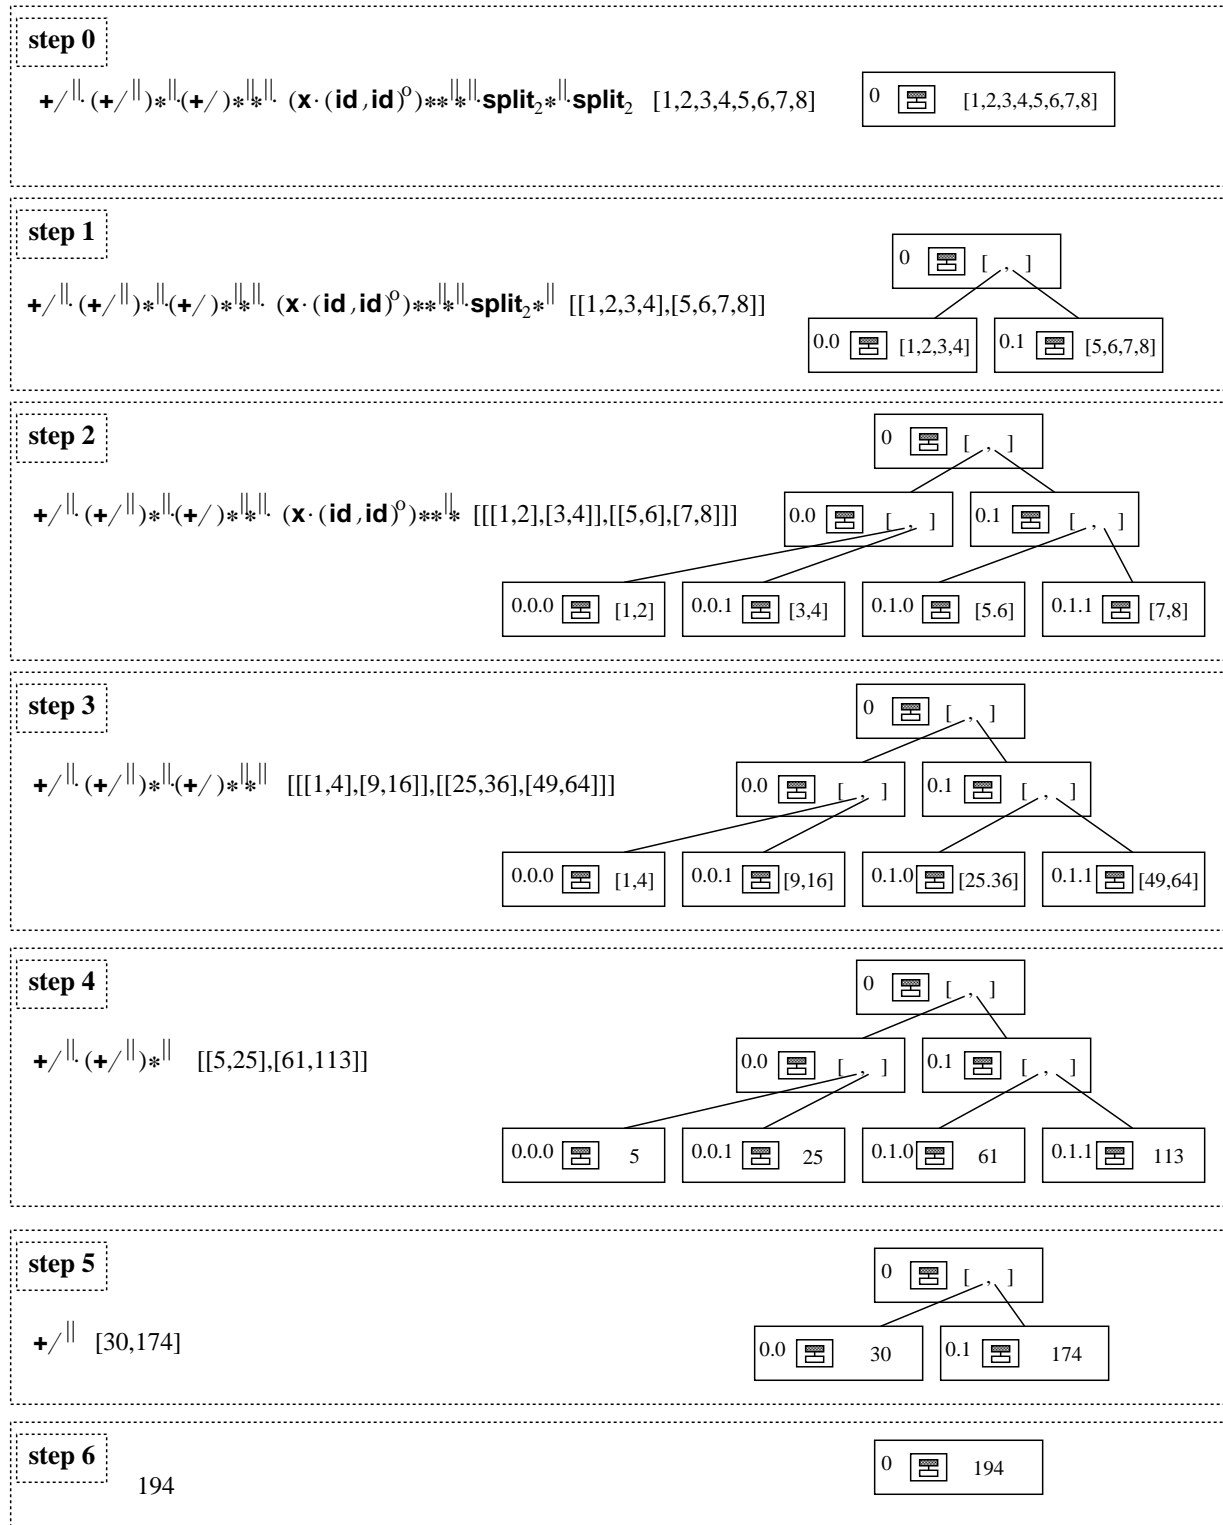 step 0
+/||·(+/||)*||·(+/)*||*||· (x·(id,id)º)**||*||·split₂*||·split₂ [1,2,3,4,5,6,7,8]
0 [1,2,3,4,5,6,7,8]
step 1
0 [ , ]
+/||·(+/||)*||·(+/)*||*||· (x·(id,id)º)**||*||·split₂*|| [[1,2,3,4],[5,6,7,8]]
0.0 [1,2,3,4] 0.1 [5,6,7,8]
step 2
0 [ , ]
+/||·(+/||)*||·(+/)*||*||· (x·(id,id)º)**||* [[[1,2],[3,4]],[[5,6],[7,8]]]
0.0 [ , ] 0.1 [ , ]
0.0.0 [1,2] 0.0.1 [3,4] 0.1.0 [5.6] 0.1.1 [7,8]
step 3
0 [ , ]
+/||·(+/||)*||·(+/)*||*|| [[[1,4],[9,16]],[[25,36],[49,64]]]
0.0 [ , ] 0.1 [ , ]
0.0.0 [1,4] 0.0.1 [9,16] 0.1.0 [25.36] 0.1.1 [49,64]
step 4
0 [ , ]
+/||·(+/||)*|| [[5,25],[61,113]]
0.0 [ , ] 0.1 [ , ]
0.0.0 5 0.0.1 25 0.1.0 61 0.1.1 113
step 5
0 [ , ]
+/|| [30,174]
0.0 30 0.1 174
step 6
194
0 194